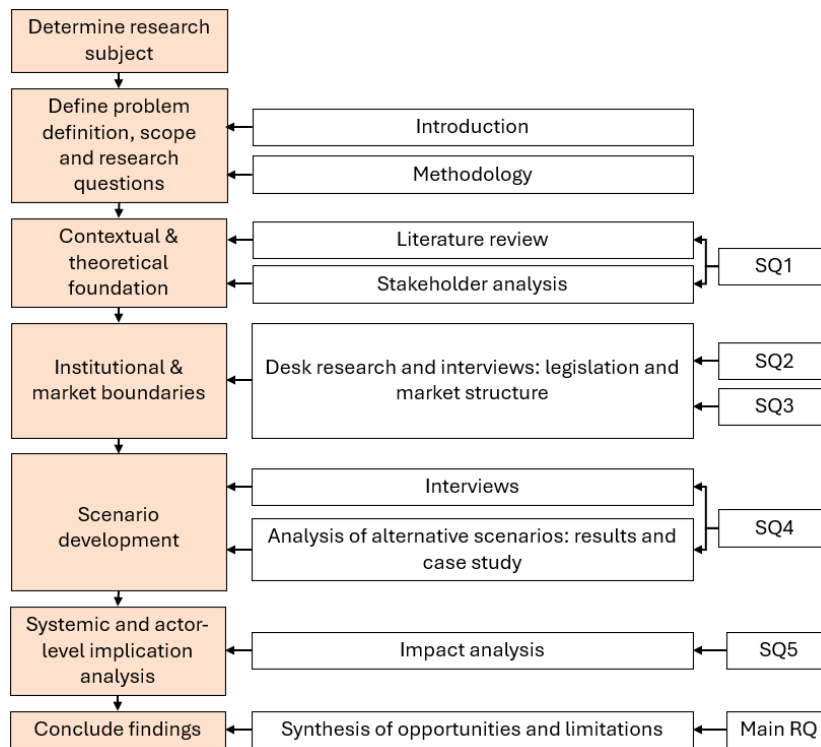 Determine research
subject
Define problem
definition, scope
and research
questions
Introduction
Methodology
Contextual &
theoretical
foundation
Literature review
Stakeholder analysis
SQ1
Institutional &
market boundaries
Desk research and interviews: legislation and
market structure
SQ2
SQ3
Scenario
development
Interviews
Analysis of alternative scenarios: results and
case study
SQ4
Systemic and actor-
level implication
analysis
Impact analysis
SQ5
Conclude findings
Synthesis of opportunities and limitations
Main RQ